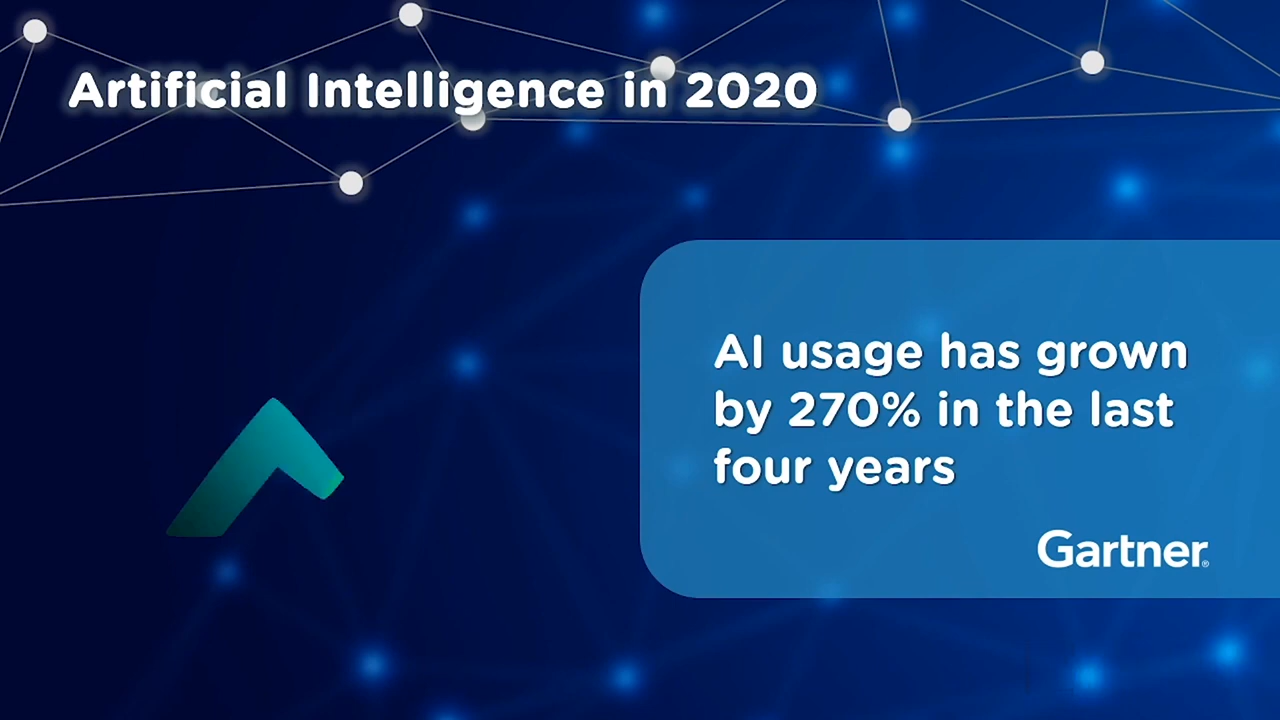 Artificial Intelligence in 2020
AI usage has grown
by 270% in the last
four years
Gartner®